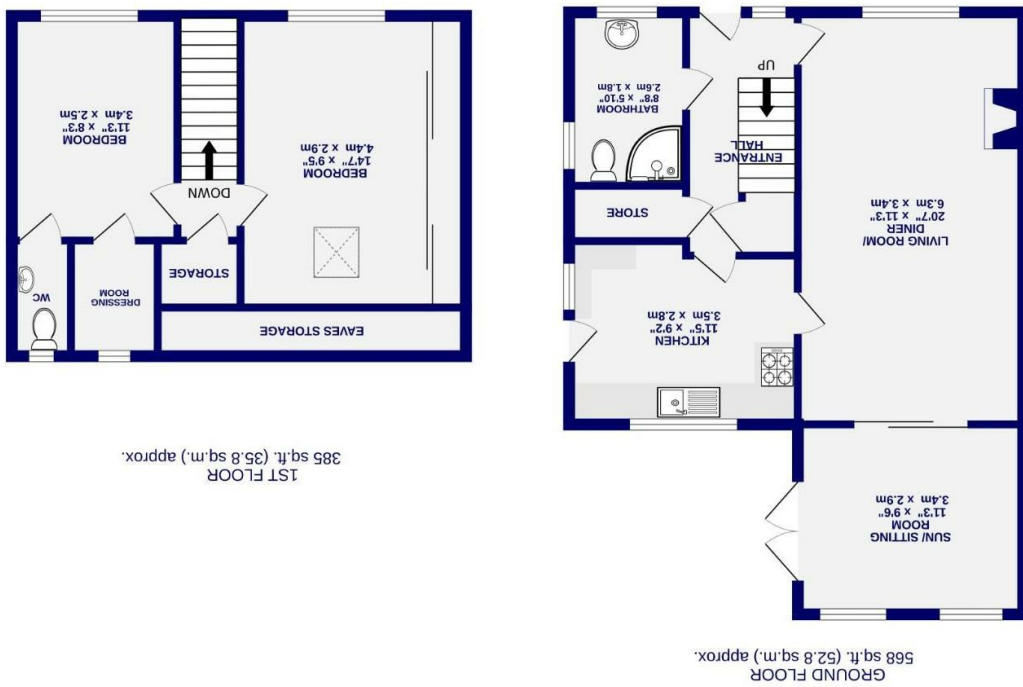 GROUND FLOOR
568 sq.ft. (52.8 sq.m.) approx.
SUN/ SITTING
ROOM
11'3" x 9'6"
3.4m x 2.9m
KITCHEN
11'5" x 9'2"
3.5m x 2.8m
LIVING ROOM/
DINER
20'7" x 11'3"
6.3m x 3.4m
STORE
ENTRANCE
HALL
BATHROOM
8'8" x 5'10"
2.6m x 1.8m
UP
1ST FLOOR
385 sq.ft. (35.8 sq.m.) approx.
EAVES STORAGE
STORAGE
DRESSING
ROOM
WC
DOWN
BEDROOM
14'7" x 9'5"
4.4m x 2.9m
BEDROOM
11'3" x 8'3"
3.4m x 2.5m